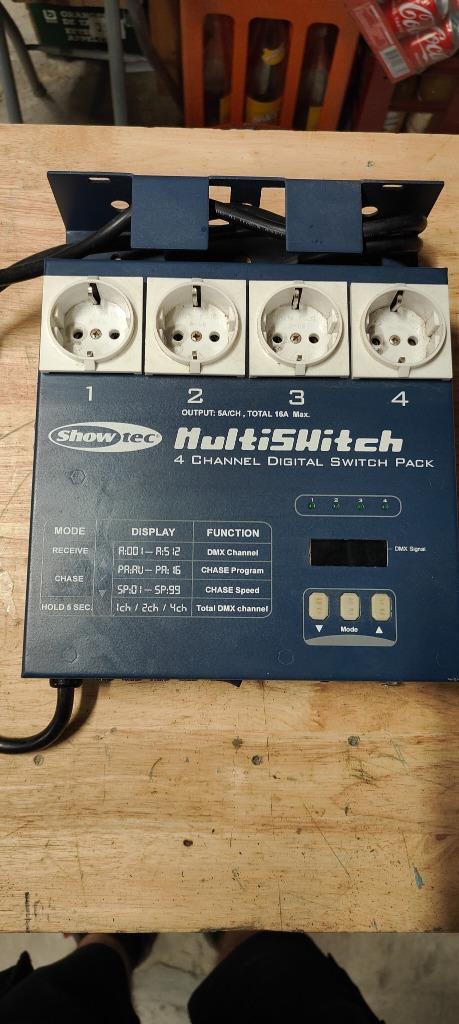 Coca-Cola
1 2 3 4
OUTPUT: 5A/CH , TOTAL 16A Max.
Showtec MultiSwitch
4 CHANNEL DIGITAL SWITCH PACK
1 2 3 4
MODE DISPLAY FUNCTION
RECEIVE A:001 — A:512 DMX Channel
CHASE PA:AU — PA: 16 CHASE Program
SP:01 — SP:99 CHASE Speed
HOLD 5 SEC. 1ch / 2ch / 4ch Total DMX channel
DMX Signal
▼ Mode ▲